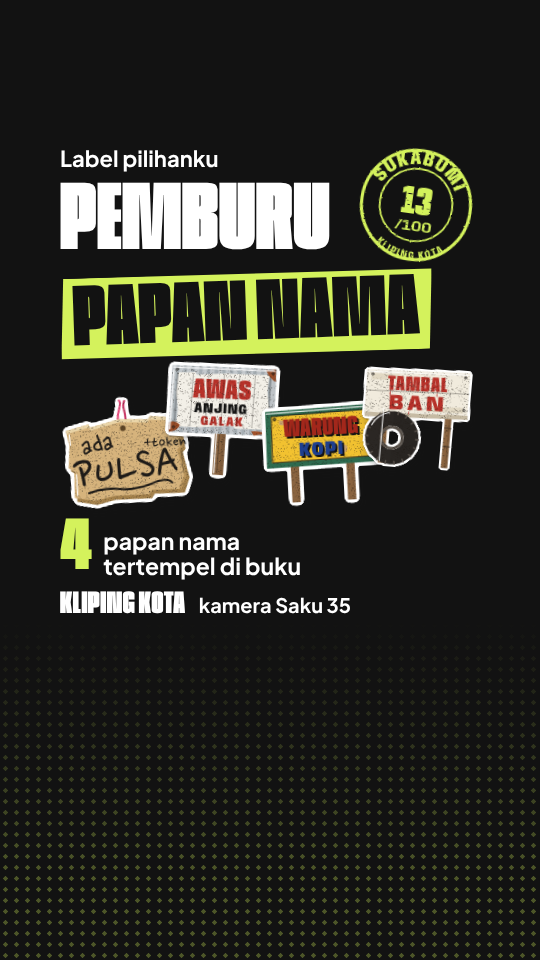 Label pilihanku
PEMBURU
SUKABUMI
13
/100
KLIPING KOTA
PAPAN NAMA
AWAS
ANJING
GALAK
TAMBAL
BAN
WARUNG
KOPI
D
ada
+token
PULSA
4 papan nama
tertempel di buku
KLIPING KOTA kamera Saku 35